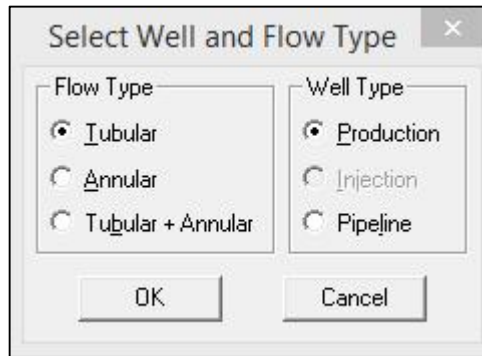 Select Well and Flow Type
Flow Type
Tubular
Annular
Tubular + Annular
Well Type
Production
Injection
Pipeline
OK
Cancel